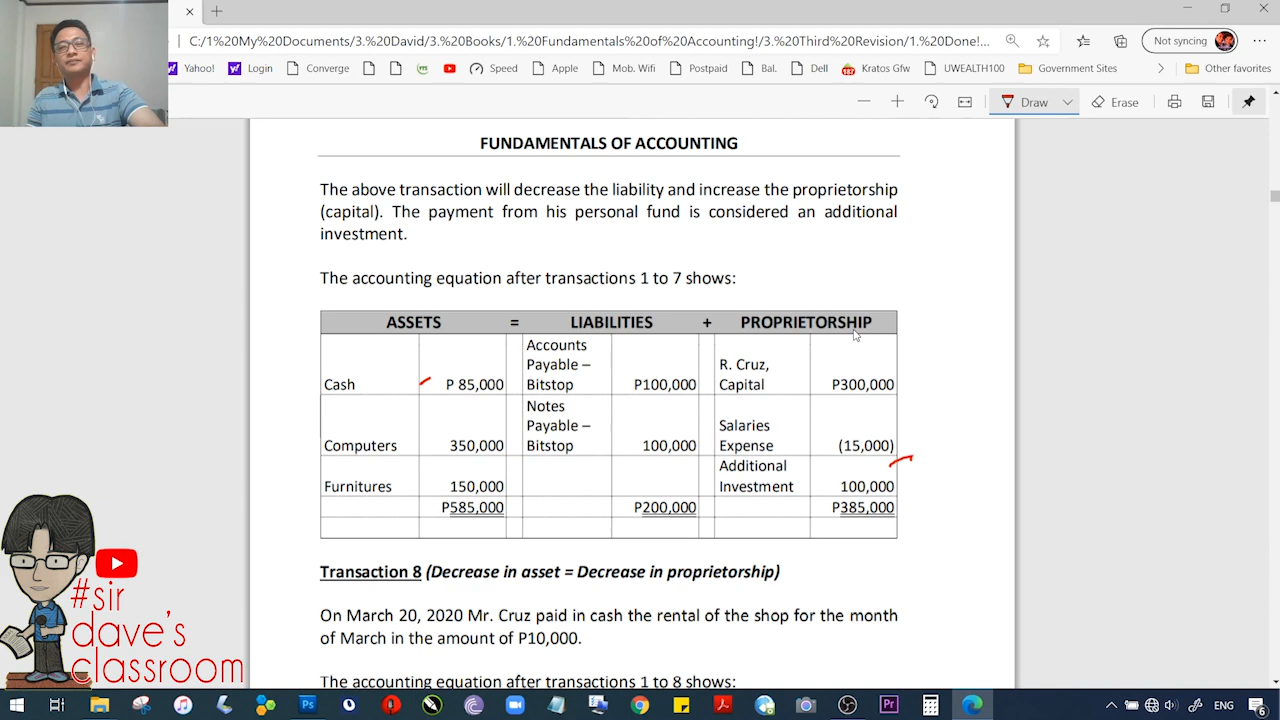 C:/1%20My%20Documents/3.%20David/3.%20Books/1.%20Fundamentals%20of%20Accounting!/3%20Third%20Revision/1.%20Done!...
Not syncing
Yahoo! Login Converge Speed Apple Mob. Wifi Postpaid Dell Kratos Gfw UWEALTH100 Government Sites Other favorites
Draw Erase
FUNDAMENTALS OF ACCOUNTING
The above transaction will decrease the liability and increase the proprietorship
(capital). The payment from his personal fund is considered an additional
investment.
The accounting equation after transactions 1 to 7 shows:
ASSETS = LIABILITIES + PROPRIETORSHIP
Accounts
Payable – R. Cruz,
Cash P 85,000 Bitstop P100,000 Capital P300,000
Notes
Payable – Salaries
Computers 350,000 Bitstop 100,000 Expense (15,000)
Additional
Furnitures 150,000 Investment 100,000
P585,000 P200,000 P385,000
Transaction 8 (Decrease in asset = Decrease in proprietorship)
On March 20, 2020 Mr. Cruz paid in cash the rental of the shop for the month
of March in the amount of P10,000.
The accounting equation after transactions 1 to 8 shows:
#sir
dave's
classroom
ENG
6